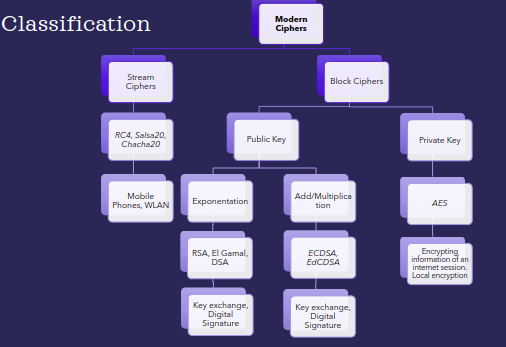 Classification
Modern
Ciphers
Stream
Ciphers
Block Ciphers
RC4, Salsa20,
Chacha20
Public Key
Private Key
Mobile
Phones, WLAN
Exponentation
Add/Multiplica
tion
AES
RSA, El Gamal,
DSA
ECDSA,
EdCDSA
Encrypting
information of an
internet session.
Local encryption
Key exchange,
Digital
Signature
Key exchange,
Digital
Signature